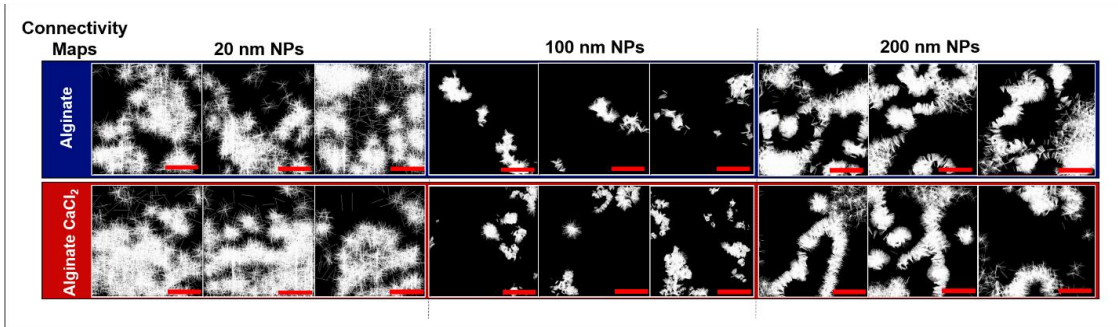 Connectivity
Maps
20 nm NPs
100 nm NPs
200 nm NPs
Alginate
Alginate CaCl₂